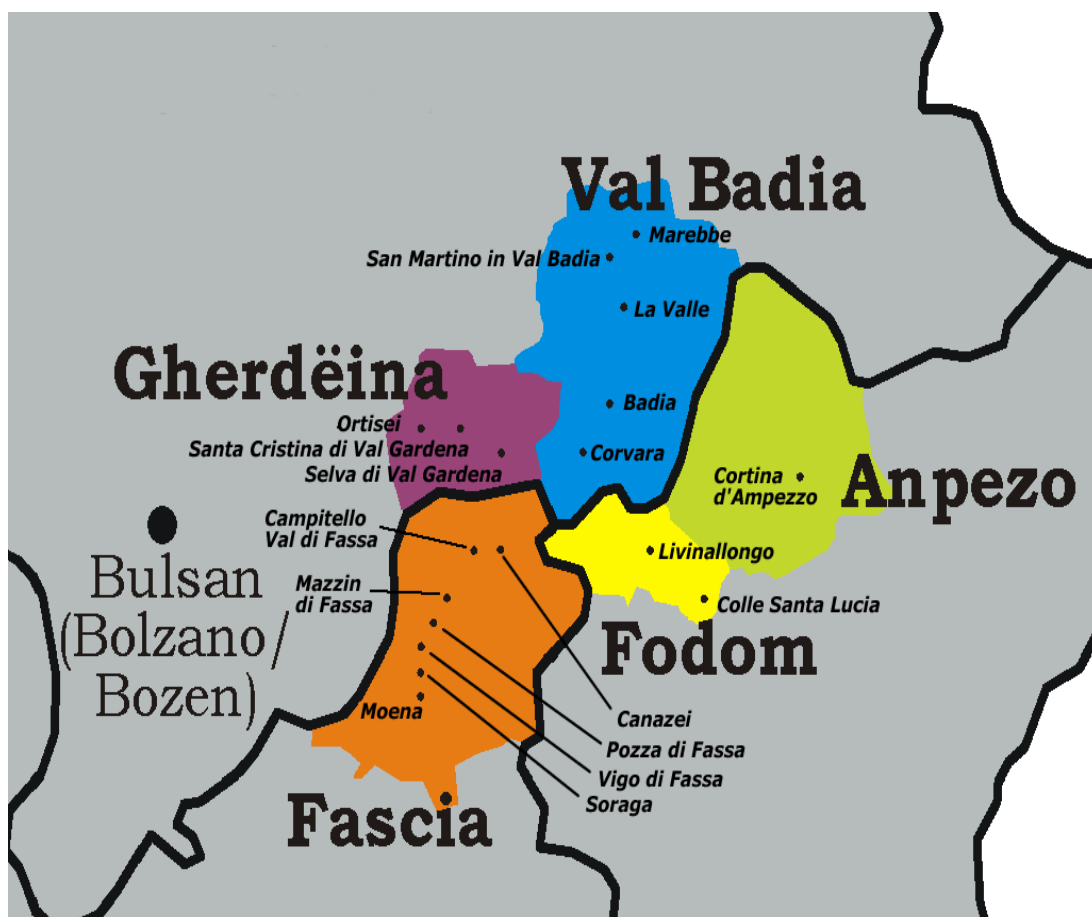 Val Badia
Marebbe
San Martino in Val Badia
La Valle
Gherdëina
Badia
Ortisei
Santa Cristina di Val Gardena
Corvara
Selva di Val Gardena
Cortina
d'Ampezzo
Anpezo
Campitello
Val di Fassa
Livinallongo
Bulsan
(Bolzano/
Bozen)
Mazzin
di Fassa
Colle Santa Lucia
Fodom
Moena
Canazei
Pozza di Fassa
Vigo di Fassa
Soraga
Fascia